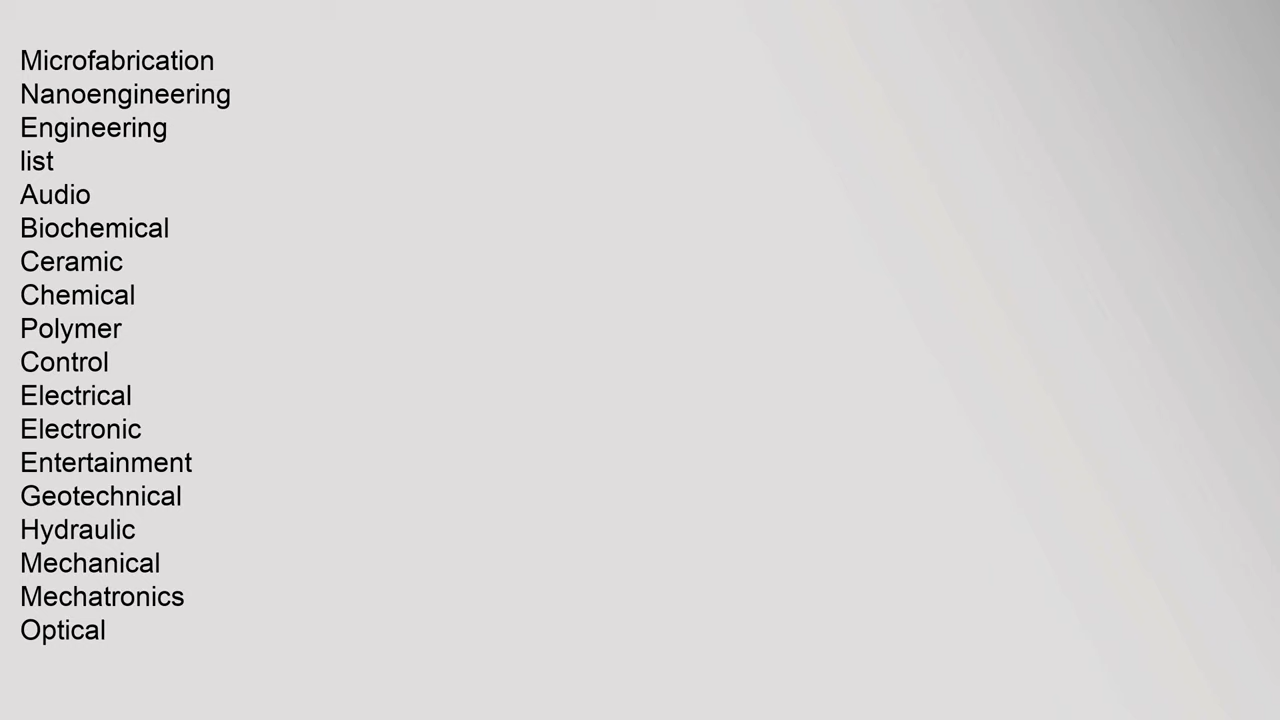 Microfabrication
Nanoengineering
Engineering
list
Audio
Biochemical
Ceramic
Chemical
Polymer
Control
Electrical
Electronic
Entertainment
Geotechnical
Hydraulic
Mechanical
Mechatronics
Optical